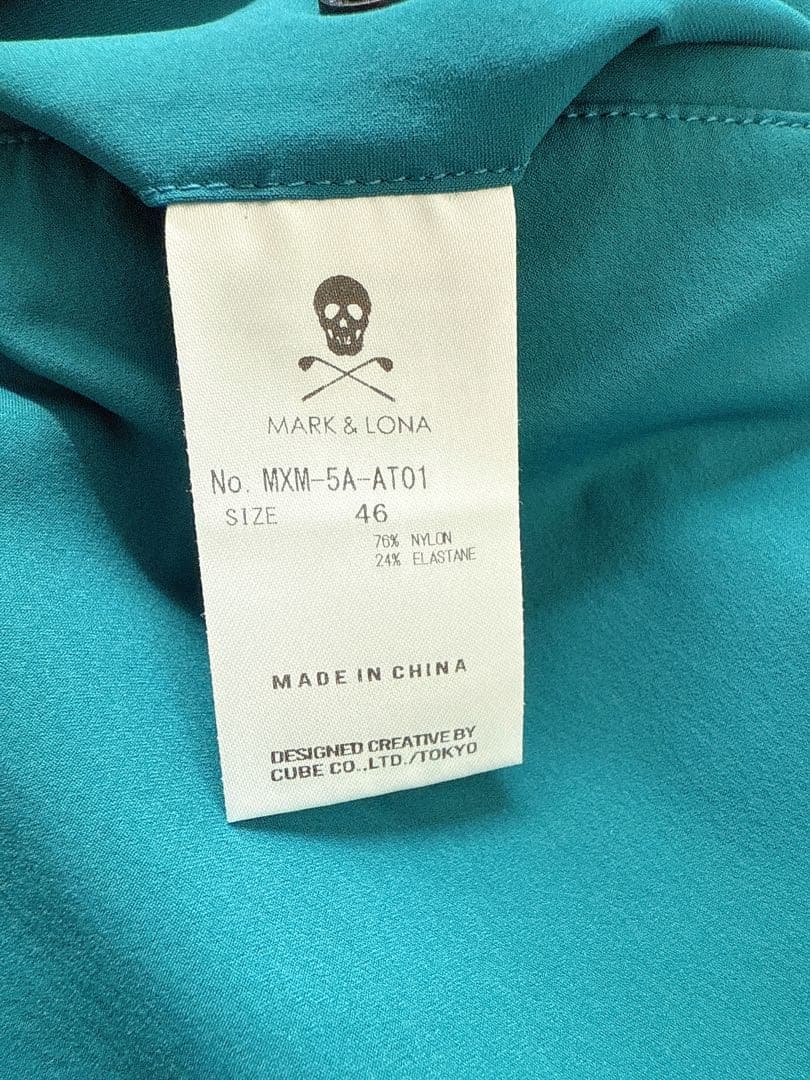 MARK & LONA
No. MXM-5A-AT01
SIZE 46
76% NYLON
24% ELASTANE
MADE IN CHINA
DESIGNED CREATIVE BY
CUBE CO.,LTD./TOKYO